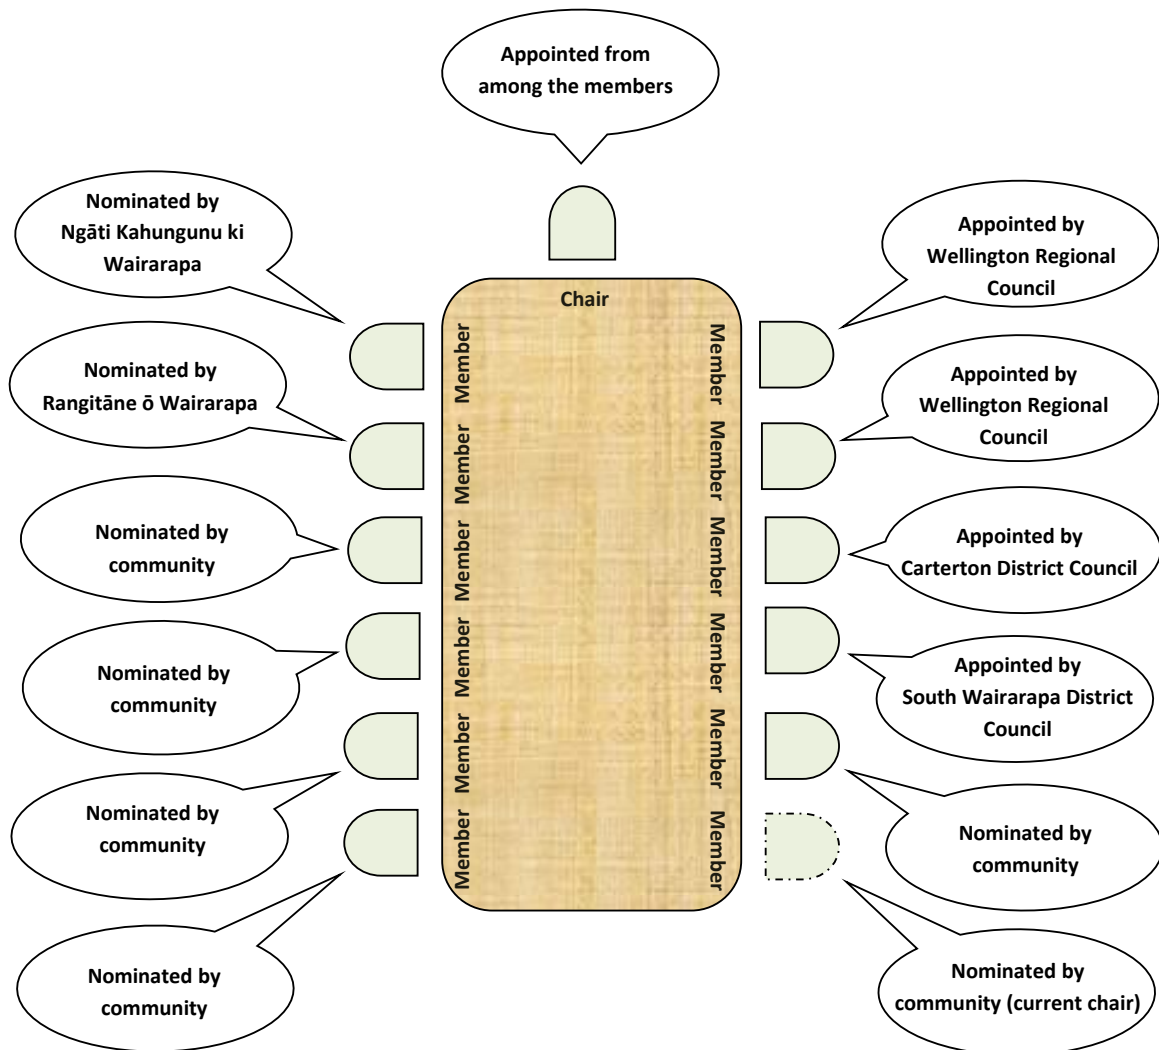 Appointed from
among the members
Nominated by
Ngāti Kahungunu ki
Wairarapa
Appointed by
Wellington Regional
Council
Chair
Member
Member
Nominated by
Rangitāne ō Wairarapa
Appointed by
Wellington Regional
Council
Member
Member
Nominated by
community
Appointed by
Carterton District Council
Member
Member
Nominated by
community
Appointed by
South Wairarapa District
Council
Member
Member
Nominated by
community
Nominated by
community
Member
Member
Member
Member
Nominated by
community
Nominated by
community (current chair)